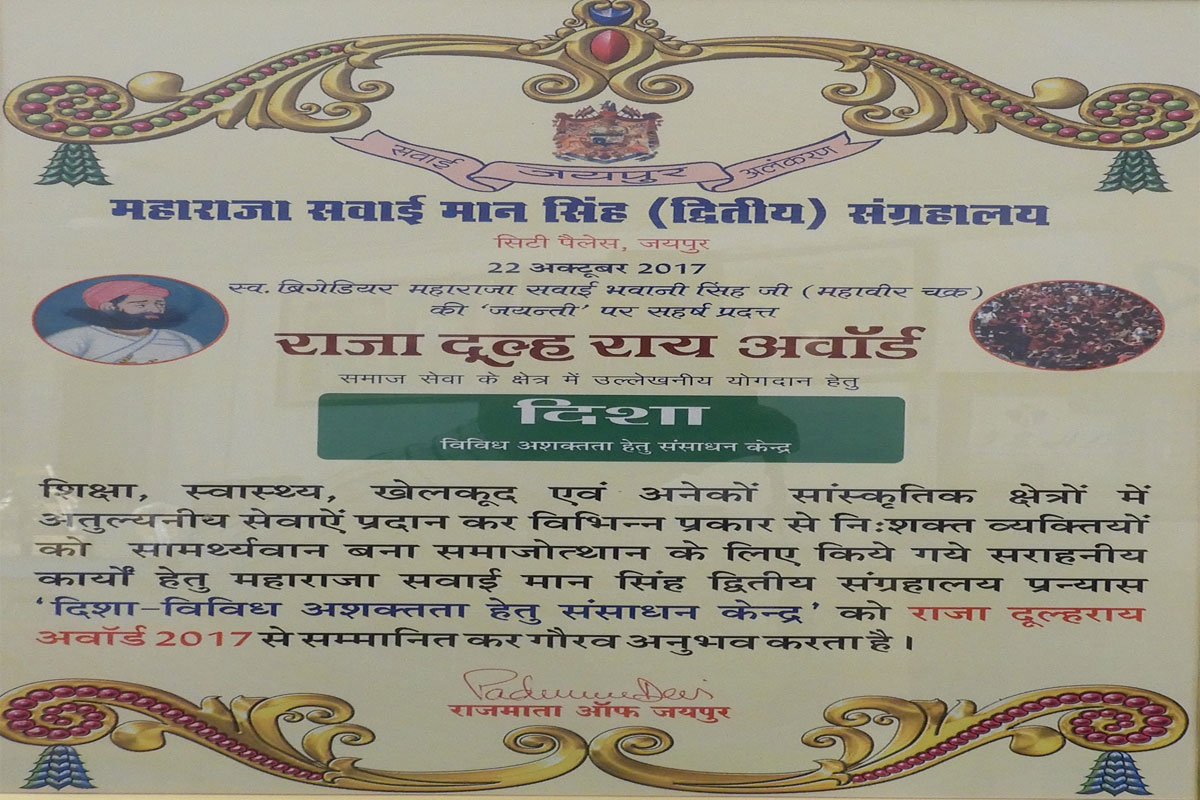 सवाई जयपुर अलंकरण
महाराजा सवाई मान सिंह (द्वितीय) संग्रहालय
सिटी पैलेस, जयपुर
22 अक्टूबर 2017
स्व. ब्रिगेडियर महाराजा सवाई भवानी सिंह जी (महावीर चक्र)
की 'जयन्ती' पर सहर्ष प्रदत्त
राजा दूल्ह राय अवॉर्ड
समाज सेवा के क्षेत्र में उल्लेखनीय योगदान हेतु
दिशा
विविध अशक्तता हेतु संसाधन केन्द्र
शिक्षा, स्वास्थ्य, खेलकूद एवं अनेकों सांस्कृतिक क्षेत्रों में
अतुल्यनीय सेवाऐं प्रदान कर विभिन्न प्रकार से निःशक्त व्यक्तियों
को सामर्थ्यवान बना समाजोत्थान के लिए किये गये सराहनीय
कार्यों हेतु महाराजा सवाई मान सिंह द्वितीय संग्रहालय प्रन्यास
'दिशा-विविध अशक्तता हेतु संसाधन केन्द्र' को राजा दूल्हराय
अवॉर्ड 2017 से सम्मानित कर गौरव अनुभव करता है।
Padmini Devi
राजमाता ऑफ जयपुर